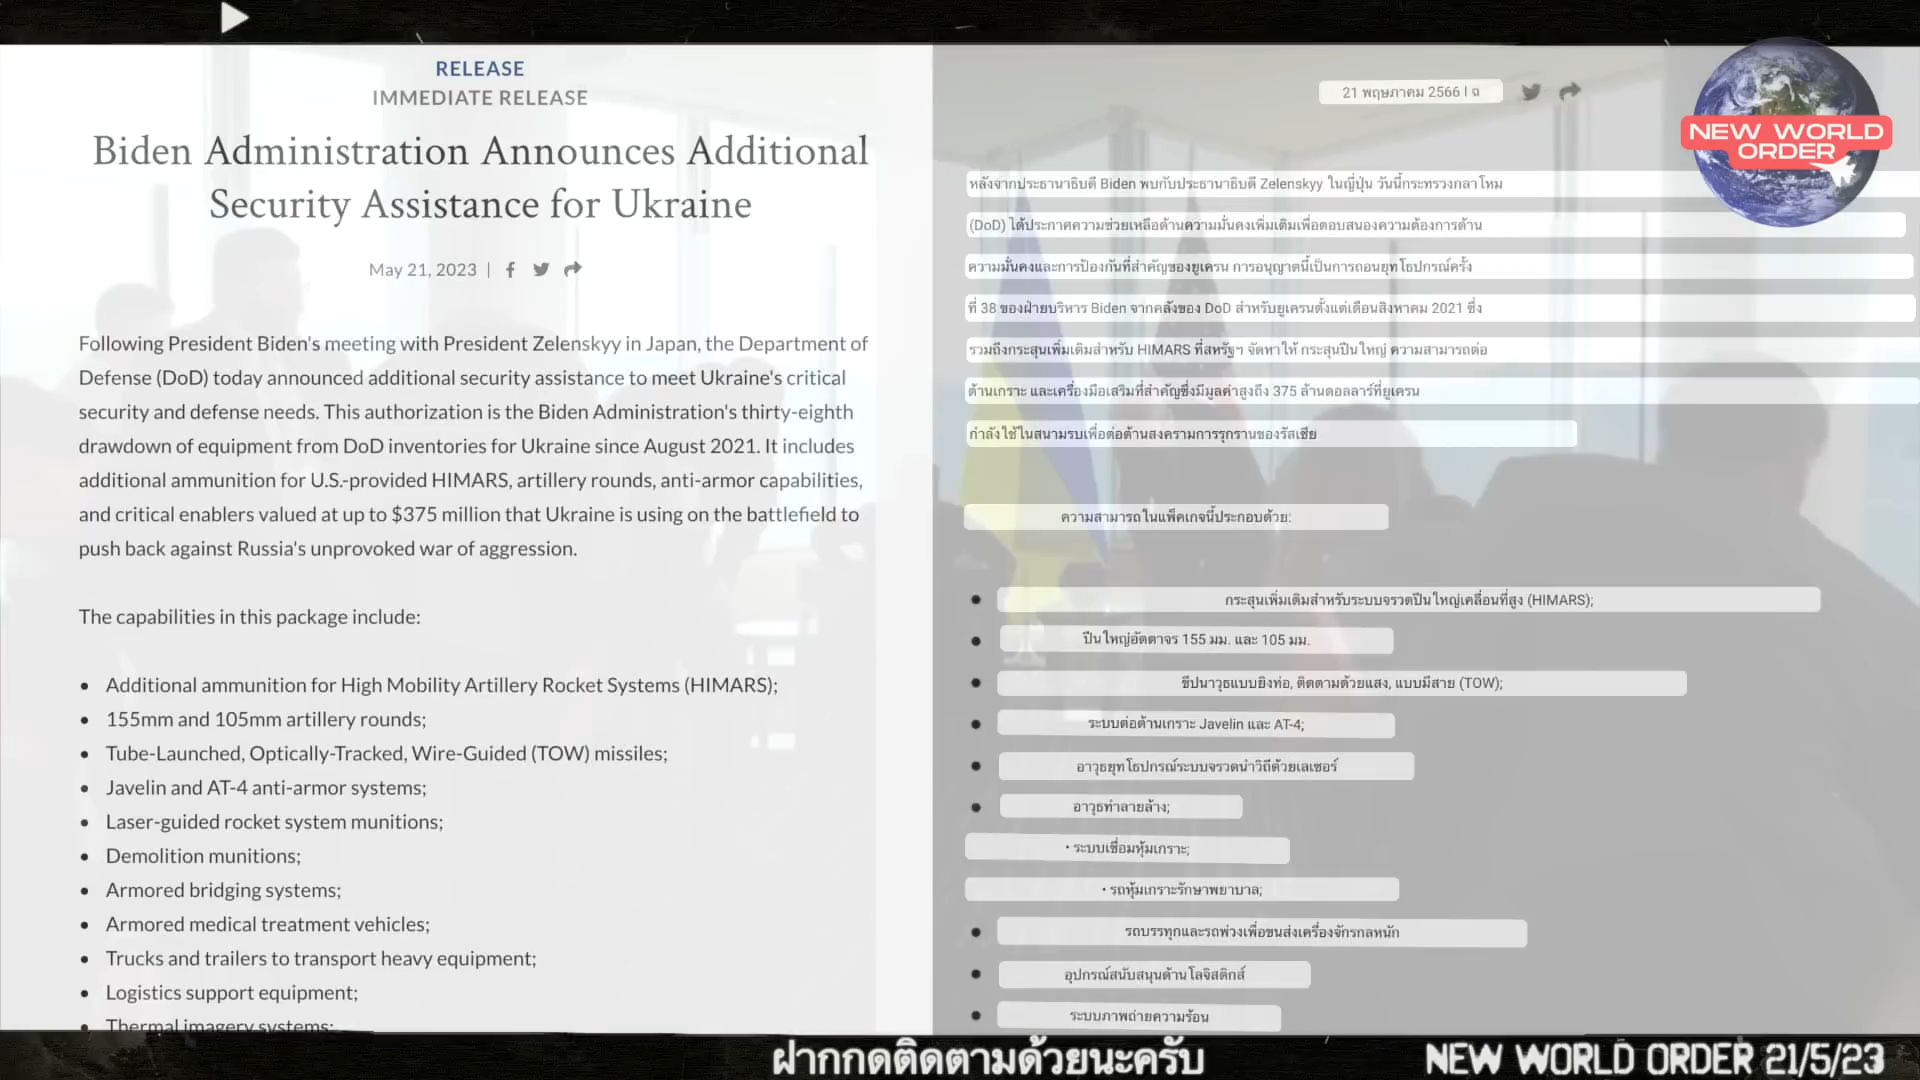 RELEASE
IMMEDIATE RELEASE
Biden Administration Announces Additional
Security Assistance for Ukraine
May 21, 2023 |
Following President Biden's meeting with President Zelenskyy in Japan, the Department of
Defense (DoD) today announced additional security assistance to meet Ukraine's critical
security and defense needs. This authorization is the Biden Administration's thirty-eighth
drawdown of equipment from DoD inventories for Ukraine since August 2021. It includes
additional ammunition for U.S.-provided HIMARS, artillery rounds, anti-armor capabilities,
and critical enablers valued at up to $375 million that Ukraine is using on the battlefield to
push back against Russia's unprovoked war of aggression.
The capabilities in this package include:
• Additional ammunition for High Mobility Artillery Rocket Systems (HIMARS);
• 155mm and 105mm artillery rounds;
• Tube-Launched, Optically-Tracked, Wire-Guided (TOW) missiles;
• Javelin and AT-4 anti-armor systems;
• Laser-guided rocket system munitions;
• Demolition munitions;
• Armored bridging systems;
• Armored medical treatment vehicles;
• Trucks and trailers to transport heavy equipment;
• Logistics support equipment;
• Thermal imagery systems;
21 พฤษภาคม 2566 | ฉ
NEW WORLD
ORDER
หลังจากประธานาธิบดี Biden พบกับประธานาธิบดี Zelenskyy ในญี่ปุ่น วันนี้กระทรวงกลาโหม
(DoD) ได้ประกาศความช่วยเหลือด้านความมั่นคงเพิ่มเติมเพื่อตอบสนองความต้องการด้าน
ความมั่นคงและการป้องกันที่สำคัญของยูเครน การอนุญาตนี้เป็นการถอนยุทโธปกรณ์ครั้ง
ที่ 38 ของฝ่ายบริหาร Biden จากคลังของ DoD สำหรับยูเครนตั้งแต่เดือนสิงหาคม 2021 ซึ่ง
รวมถึงกระสุนเพิ่มเติมสำหรับ HIMARS ที่สหรัฐฯ จัดหาให้ กระสุนปืนใหญ่ ความสามารถต่อ
ต้านเกราะ และเครื่องมือเสริมที่สำคัญซึ่งมีมูลค่าสูงถึง 375 ล้านดอลลาร์ที่ยูเครน
กำลังใช้ในสนามรบเพื่อต่อต้านสงครามการรุกรานของรัสเซีย
ความสามารถในแพ็คเกจนี้ประกอบด้วย:
• กระสุนเพิ่มเติมสำหรับระบบจรวดปืนใหญ่เคลื่อนที่สูง (HIMARS);
• ปืนใหญ่อัตตาจร 155 มม. และ 105 มม.
• ขีปนาวุธแบบยิงท่อ, ติดตามด้วยแสง, แบบมีสาย (TOW);
• ระบบต่อต้านเกราะ Javelin และ AT-4;
• อาวุธยุทโธปกรณ์ระบบจรวดนำวิถีด้วยเลเซอร์
• อาวุธทำลายล้าง;
• ระบบเชื่อมหุ้มเกราะ;
• รถหุ้มเกราะรักษาพยาบาล;
• รถบรรทุกและรถพ่วงเพื่อขนส่งเครื่องจักรกลหนัก
• อุปกรณ์สนับสนุนด้านโลจิสติกส์
• ระบบภาพถ่ายความร้อน
ฝากกดติดตามด้วยนะครับ
NEW WORLD ORDER 21/5/23